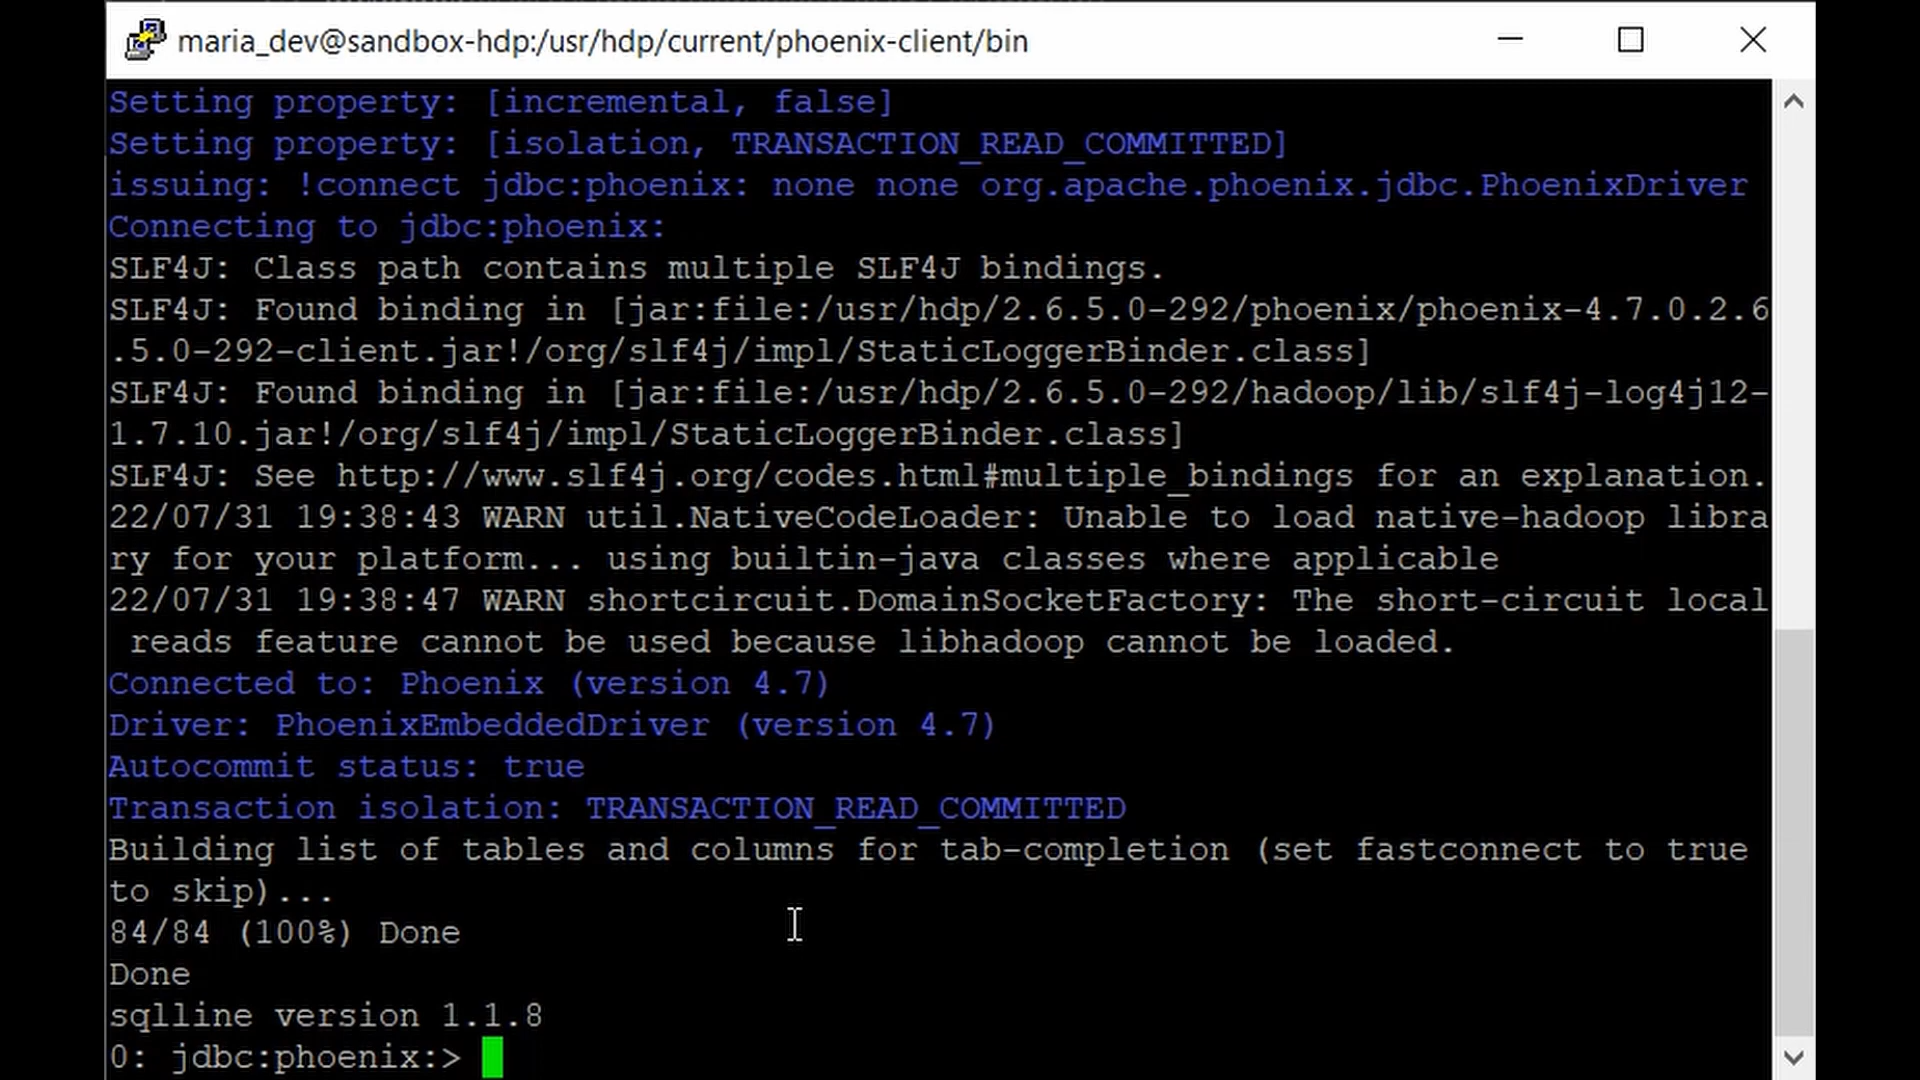 maria_dev@sandbox-hdp:/usr/hdp/current/phoenix-client/bin
Setting property: [incremental, false]
Setting property: [isolation, TRANSACTION_READ_COMMITTED]
issuing: !connect jdbc:phoenix: none none org.apache.phoenix.jdbc.PhoenixDriver
Connecting to jdbc:phoenix:
SLF4J: Class path contains multiple SLF4J bindings.
SLF4J: Found binding in [jar:file:/usr/hdp/2.6.5.0-292/phoenix/phoenix-4.7.0.2.6
.5.0-292-client.jar!/org/slf4j/impl/StaticLoggerBinder.class]
SLF4J: Found binding in [jar:file:/usr/hdp/2.6.5.0-292/hadoop/lib/slf4j-log4j12-
1.7.10.jar!/org/slf4j/impl/StaticLoggerBinder.class]
SLF4J: See http://www.slf4j.org/codes.html#multiple_bindings for an explanation.
22/07/31 19:38:43 WARN util.NativeCodeLoader: Unable to load native-hadoop libra
ry for your platform... using builtin-java classes where applicable
22/07/31 19:38:47 WARN shortcircuit.DomainSocketFactory: The short-circuit local
 reads feature cannot be used because libhadoop cannot be loaded.
Connected to: Phoenix (version 4.7)
Driver: PhoenixEmbeddedDriver (version 4.7)
Autocommit status: true
Transaction isolation: TRANSACTION_READ_COMMITTED
Building list of tables and columns for tab-completion (set fastconnect to true
to skip)...
84/84 (100%) Done
Done
sqlline version 1.1.8
0: jdbc:phoenix:>